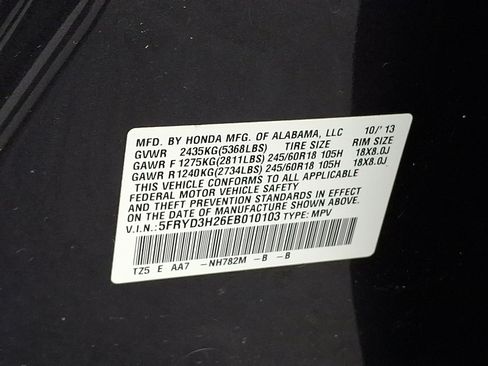 MFD. BY HONDA MFG. OF ALABAMA, LLC 10/'13
GVWR 2435KG(5368LBS) TIRE SIZE RIM SIZE
GAWR F 1275KG(2811LBS) 245/60R18 105H 18X8.0J
GAWR R 1240KG(2734LBS) 245/60R18 105H 18X8.0J
THIS VEHICLE CONFORMS TO ALL APPLICABLE
FEDERAL MOTOR VEHICLE SAFETY
AND THEFT PREVENTION STANDARDS IN EFFECT
ON THE DATE OF MANUFACTURE SHOWN ABOVE.
V.I.N.: 5FRYD3H26EB010103 TYPE: MPV
TZ5 E AA7 -NH782M -B -B